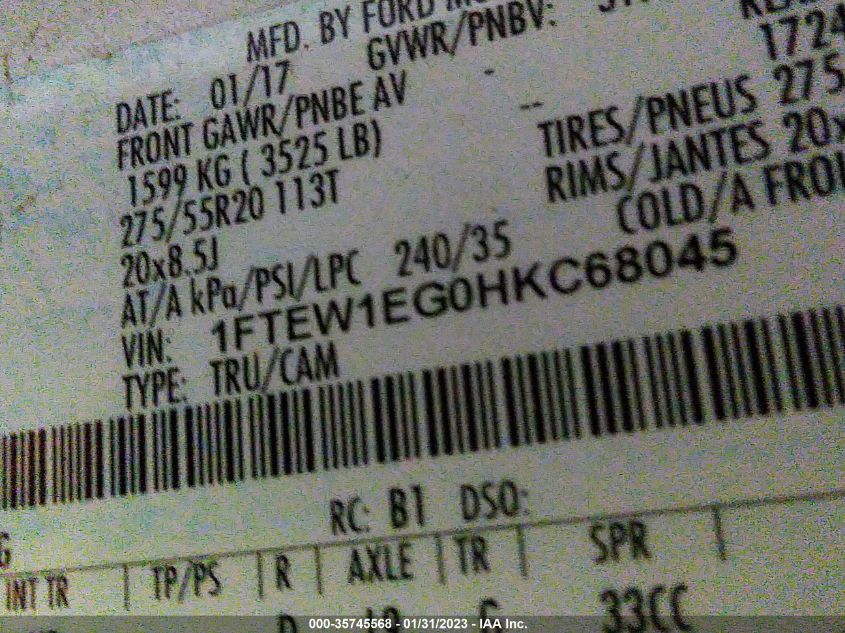 MFD. BY FORD
DATE: 01/17 GVWR/PNBV:
FRONT GAWR/PNBE AV - 1724
1599 KG ( 3525 LB) -- TIRES/PNEUS 275
275/55R20 113T RIMS/JANTES 20x
20x8.5J COLD/A
AT/A kPa/PSI/LPC 240/35
VIN: 1FTEW1EG0HKC68045
TYPE: TRU/CAM
RC: B1 DSO:
INT TR | TP/PS | R | AXLE | TR | SPR |
33CC
000-35745568 - 01/31/2023 - IAA Inc.